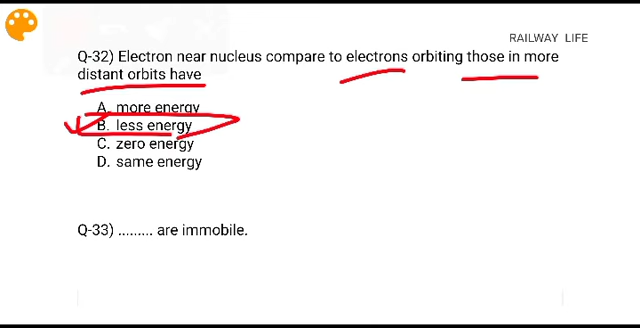 RAILWAY LIFE
Q-32) Electron near nucleus compare to electrons orbiting those in more
distant orbits have
A. more energy
B. less energy
C. zero energy
D. same energy
Q-33) ......... are immobile.